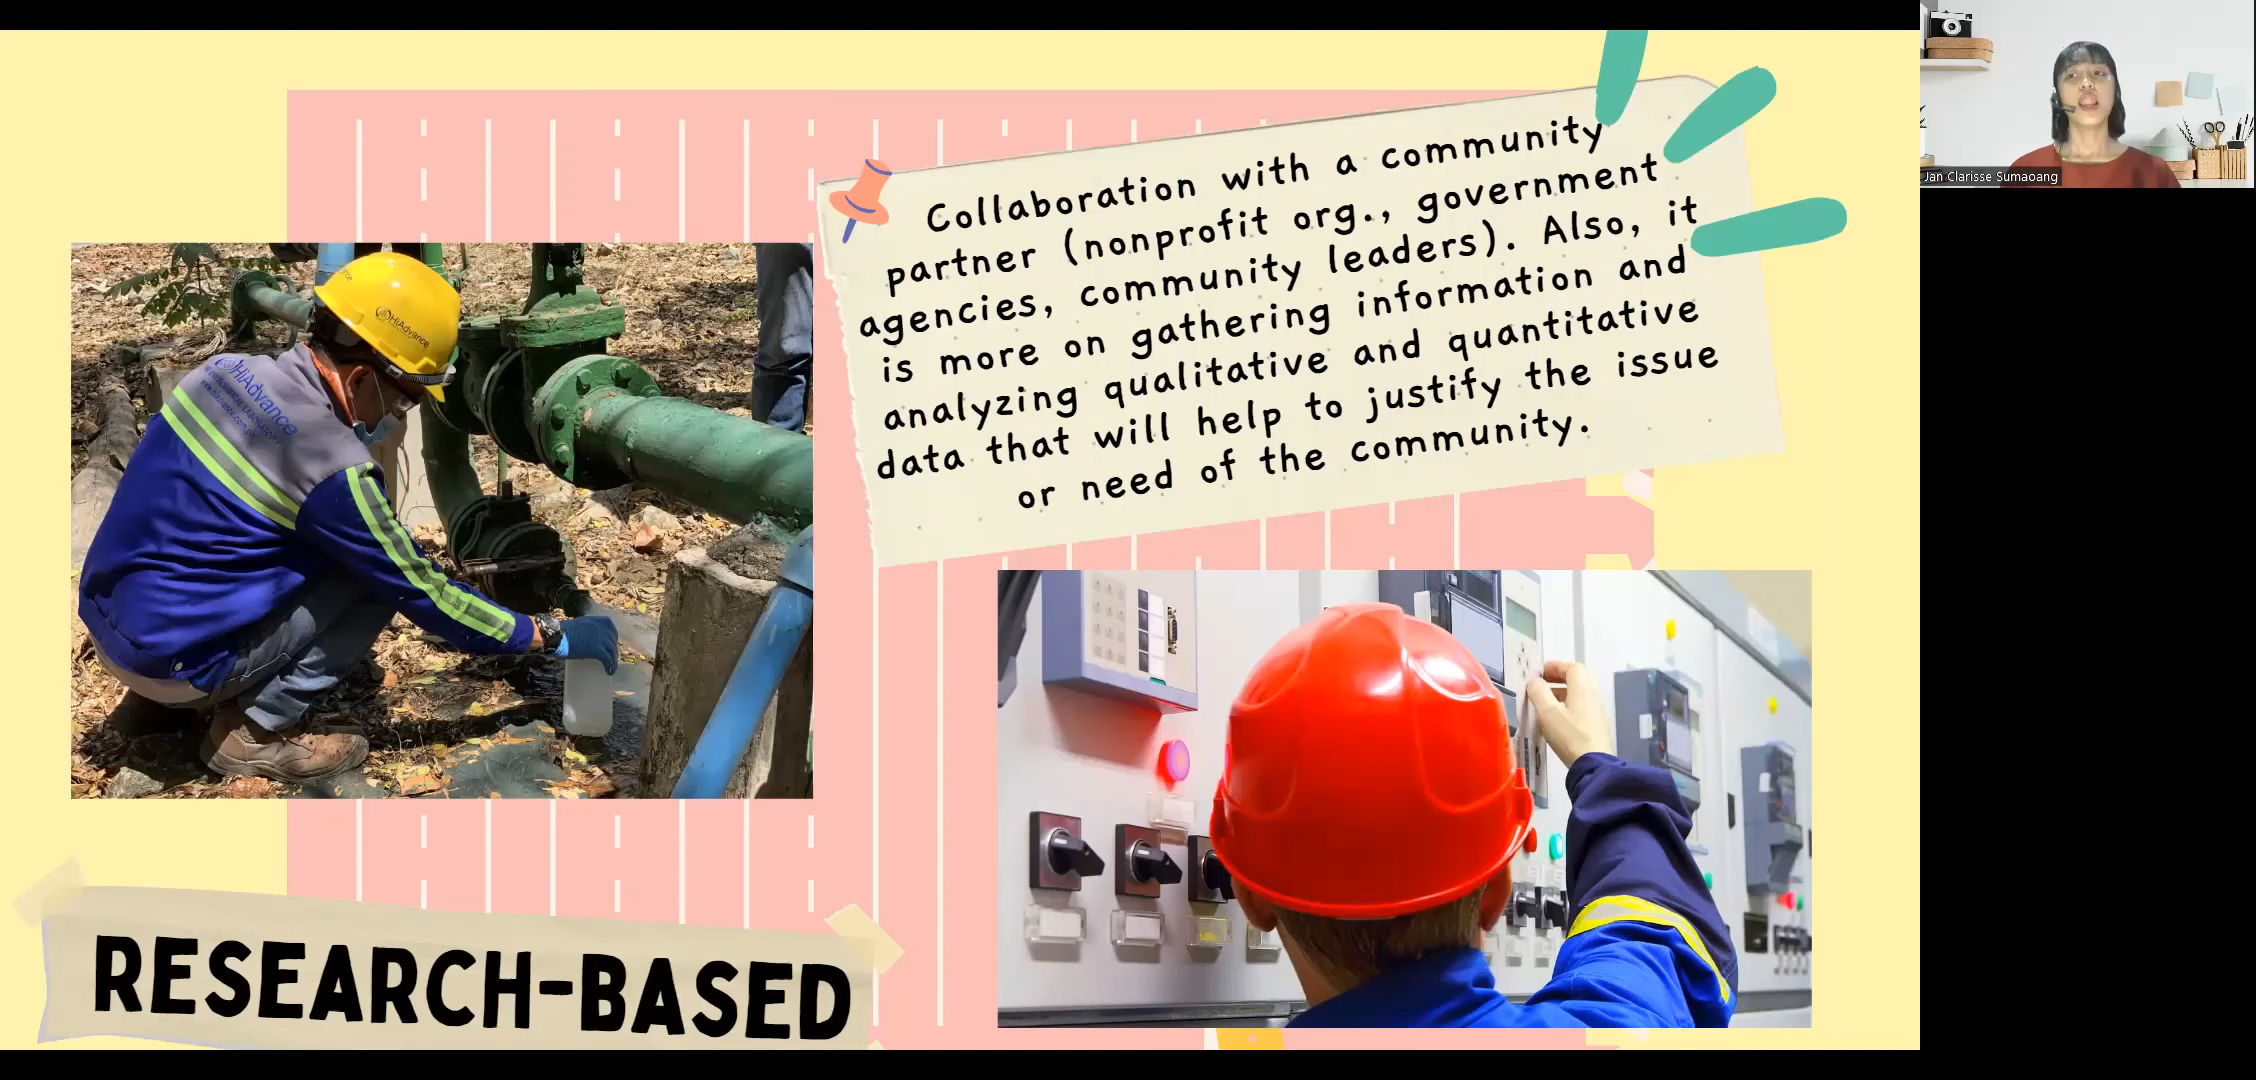 Collaboration with a community
partner (nonprofit org., government
agencies, community leaders). Also, it
is more on gathering information and
analyzing qualitative and quantitative
data that will help to justify the issue
or need of the community.
RESEARCH-BASED
HiAdvance
HiAdvance
Jan Clarisse Sumaoang